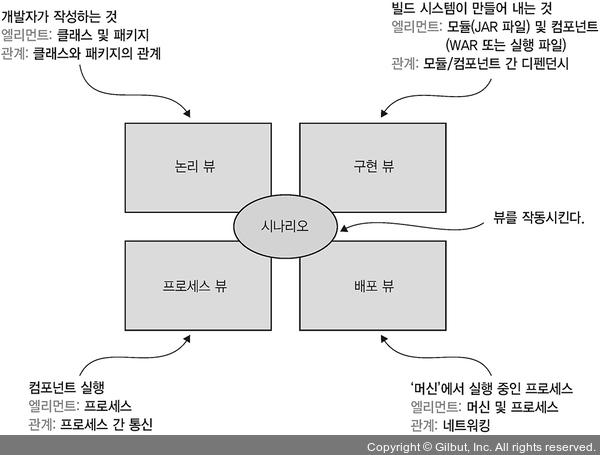 개발자가 작성하는 것
엘리먼트: 클래스 및 패키지
관계: 클래스와 패키지의 관계
빌드 시스템이 만들어 내는 것
엘리먼트: 모듈(JAR 파일) 및 컴포넌트
(WAR 또는 실행 파일)
관계: 모듈/컴포넌트 간 디펜던시
논리 뷰
구현 뷰
시나리오
뷰를 작동시킨다.
프로세스 뷰
배포 뷰
컴포넌트 실행
엘리먼트: 프로세스
관계: 프로세스 간 통신
‘머신’에서 실행 중인 프로세스
엘리먼트: 머신 및 프로세스
관계: 네트워킹
Copyright © Gilbut, Inc. All rights reserved.